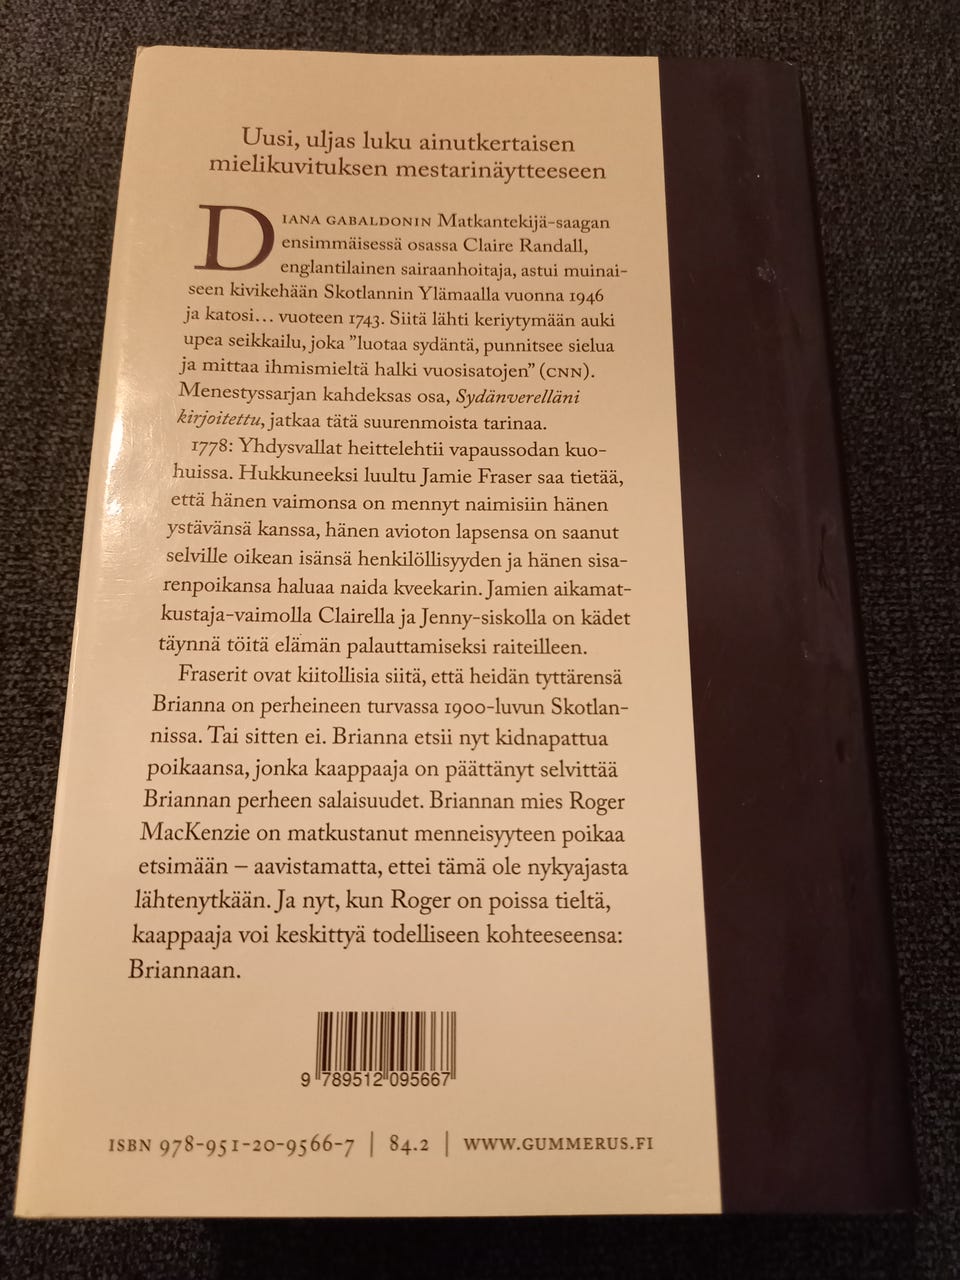 Uusi, uljas luku ainutkertaisen
mielikuvituksen mestarinäytteeseen
DIANA GABALDONIN Matkantekijä-saagan
ensimmäisessä osassa Claire Randall,
englantilainen sairaanhoitaja, astui muinai-
seen kivikehään Skotlannin Ylämaalla vuonna 1946
ja katosi... vuoteen 1743. Siitä lähti keriytymään auki
upea seikkailu, joka ”luotaa sydäntä, punnitsee sielua
ja mittaa ihmismieltä halki vuosisatojen” (CNN).
Menestyssarjan kahdeksas osa, Sydänverelläni
kirjoitettu, jatkaa tätä suurenmoista tarinaa.
1778: Yhdysvallat heittelehtii vapaussodan kuo-
huissa. Hukkuneeksi luultu Jamie Fraser saa tietää,
että hänen vaimonsa on mennyt naimisiin hänen
ystävänsä kanssa, hänen avioton lapsensa on saanut
selville oikean isänsä henkilöllisyyden ja hänen sisa-
renpoikansa haluaa naida kveekarin. Jamien aikamat-
kustaja-vaimolla Clairella ja Jenny-siskolla on kädet
täynnä töitä elämän palauttamiseksi raiteilleen.
Fraserit ovat kiitollisia siitä, että heidän tyttärensä
Brianna on perheineen turvassa 1900-luvun Skotlan-
nissa. Tai sitten ei. Brianna etsii nyt kidnapattua
poikaansa, jonka kaappaaja on päättänyt selvittää
Briannan perheen salaisuudet. Briannan mies Roger
MacKenzie on matkustanut menneisyyteen poikaa
etsimään – aavistamatta, ettei tämä ole nykyajasta
lähtenytkään. Ja nyt, kun Roger on poissa tieltä,
kaappaaja voi keskittyä todelliseen kohteeseensa:
Briannaan.
9 789512 095667
ISBN 978-951-20-9566-7 | 84.2 | WWW.GUMMERUS.FI